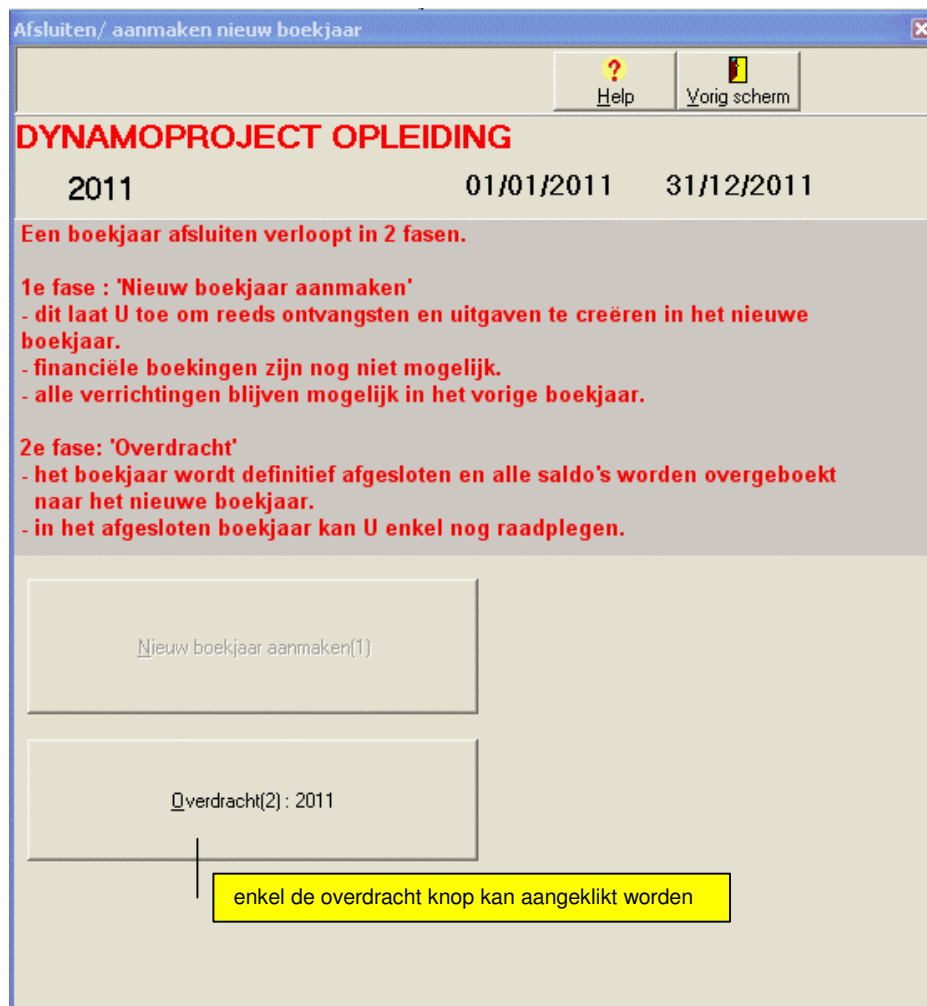 Afsluiten/ aanmaken nieuw boekjaar
?
Help
Vorig scherm
DYNAMOPROJECT OPLEIDING
2011 01/01/2011 31/12/2011
Een boekjaar afsluiten verloopt in 2 fasen.
1e fase : 'Nieuw boekjaar aanmaken'
- dit laat U toe om reeds ontvangsten en uitgaven te creëren in het nieuwe
boekjaar.
- financiële boekingen zijn nog niet mogelijk.
- alle verrichtingen blijven mogelijk in het vorige boekjaar.
2e fase: 'Overdracht'
- het boekjaar wordt definitief afgesloten en alle saldo's worden overgeboekt
naar het nieuwe boekjaar.
- in het afgesloten boekjaar kan U enkel nog raadplegen.
Nieuw boekjaar aanmaken(1)
Overdracht(2) : 2011
enkel de overdracht knop kan aangeklikt worden